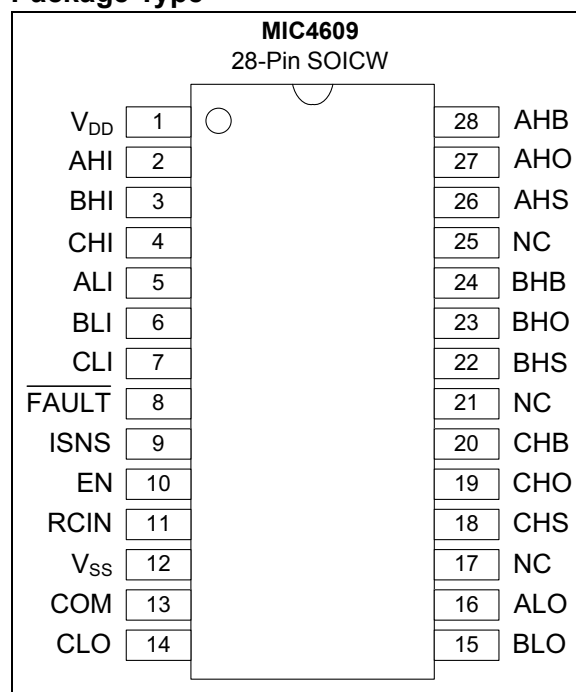 Package Type
MIC4609
28-Pin SOICW
VDD 1 28 AHB
AHI 2 27 AHO
BHI 3 26 AHS
CHI 4 25 NC
ALI 5 24 BHB
BLI 6 23 BHO
CLI 7 22 BHS
FAULT 8 21 NC
ISNS 9 20 CHB
EN 10 19 CHO
RCIN 11 18 CHS
VSS 12 17 NC
COM 13 16 ALO
CLO 14 15 BLO